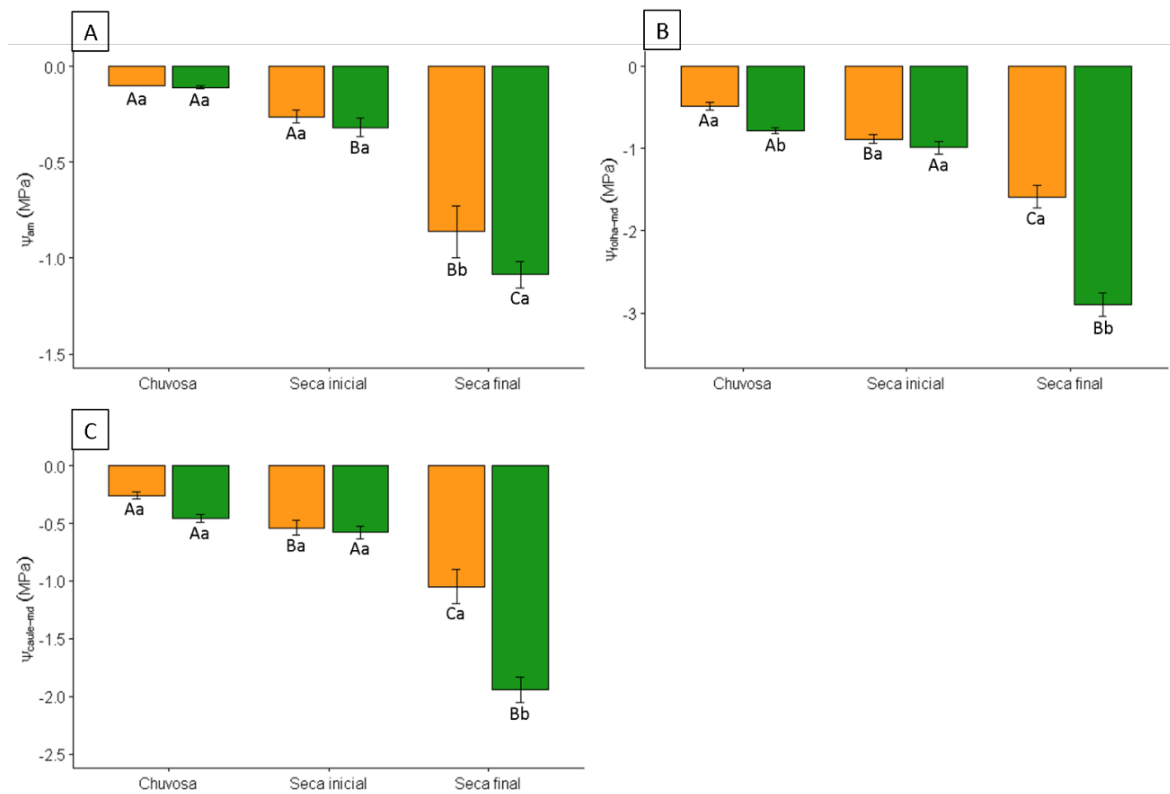 A
0.0
-0.5
-1.0
-1.5
Ψam (MPa)
Aa Aa
Aa Ba
Bb Ca
Chuvosa Seca inicial Seca final
B
0
-1
-2
-3
Ψfolha-md (MPa)
Aa Ab
Ba Aa
Ca Bb
Chuvosa Seca inicial Seca final
C
0.0
-0.5
-1.0
-1.5
-2.0
-2.5
Ψcaule-md (MPa)
Aa Aa
Ba Aa
Ca Bb
Chuvosa Seca inicial Seca final